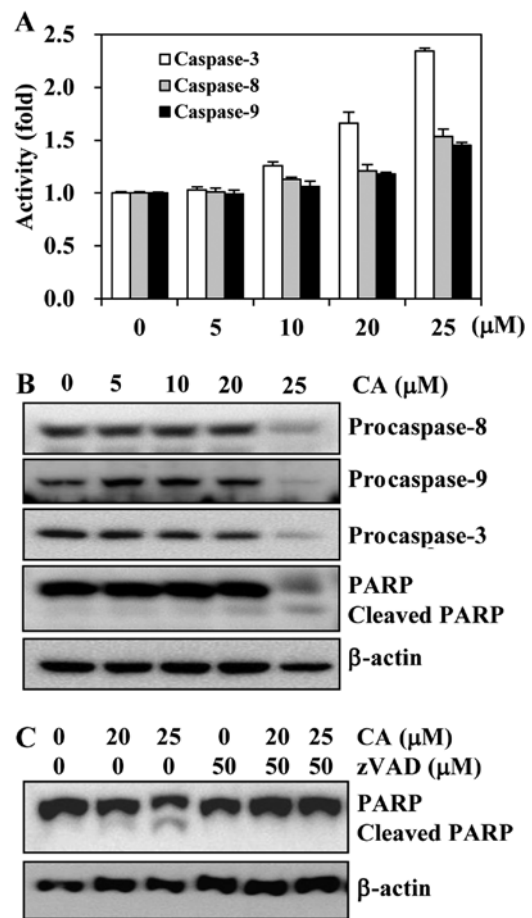 A
2.5
2.0
1.5
1.0
0.5
0.0
Activity (fold)
Caspase-3
Caspase-8
Caspase-9
0 5 10 20 25 (μM)
B 0 5 10 20 25 CA (μM)
Procaspase-8
Procaspase-9
Procaspase-3
PARP
Cleaved PARP
β-actin
C 0 20 25 0 20 25 CA (μM)
0 0 0 50 50 50 zVAD (μM)
PARP
Cleaved PARP
β-actin